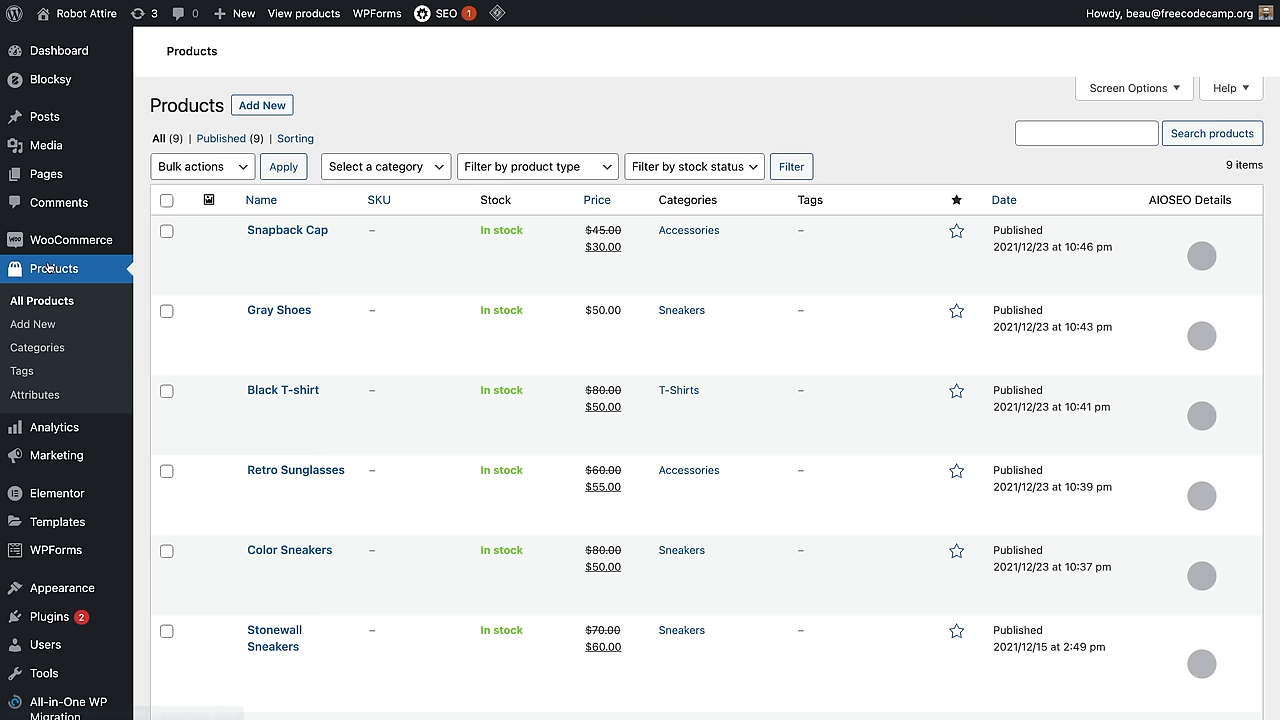 Robot Attire 3 0 New View products WPForms SEO 1 Howdy, beau@freecodecamp.org
Dashboard
Blocksy
Posts
Media
Pages
Comments
WooCommerce
Products
All Products
Add New
Categories
Tags
Attributes
Analytics
Marketing
Elementor
Templates
WPForms
Appearance
Plugins 2
Users
Tools
All-in-One WP
Migration
Products
Screen Options Help
Products Add New
All (9) | Published (9) | Sorting
Search products
Bulk actions Apply Select a category Filter by product type Filter by stock status Filter
9 items
Name SKU Stock Price Categories Tags Date AIOSEO Details
Snapback Cap – In stock $45.00 Accessories – Published
$30.00 2021/12/23 at 10:46 pm
Gray Shoes – In stock $50.00 Sneakers – Published
2021/12/23 at 10:43 pm
Black T-shirt – In stock $80.00 T-Shirts – Published
$50.00 2021/12/23 at 10:41 pm
Retro Sunglasses – In stock $60.00 Accessories – Published
$55.00 2021/12/23 at 10:39 pm
Color Sneakers – In stock $80.00 Sneakers – Published
$50.00 2021/12/23 at 10:37 pm
Stonewall – In stock $70.00 Sneakers – Published
Sneakers $60.00 2021/12/15 at 2:49 pm